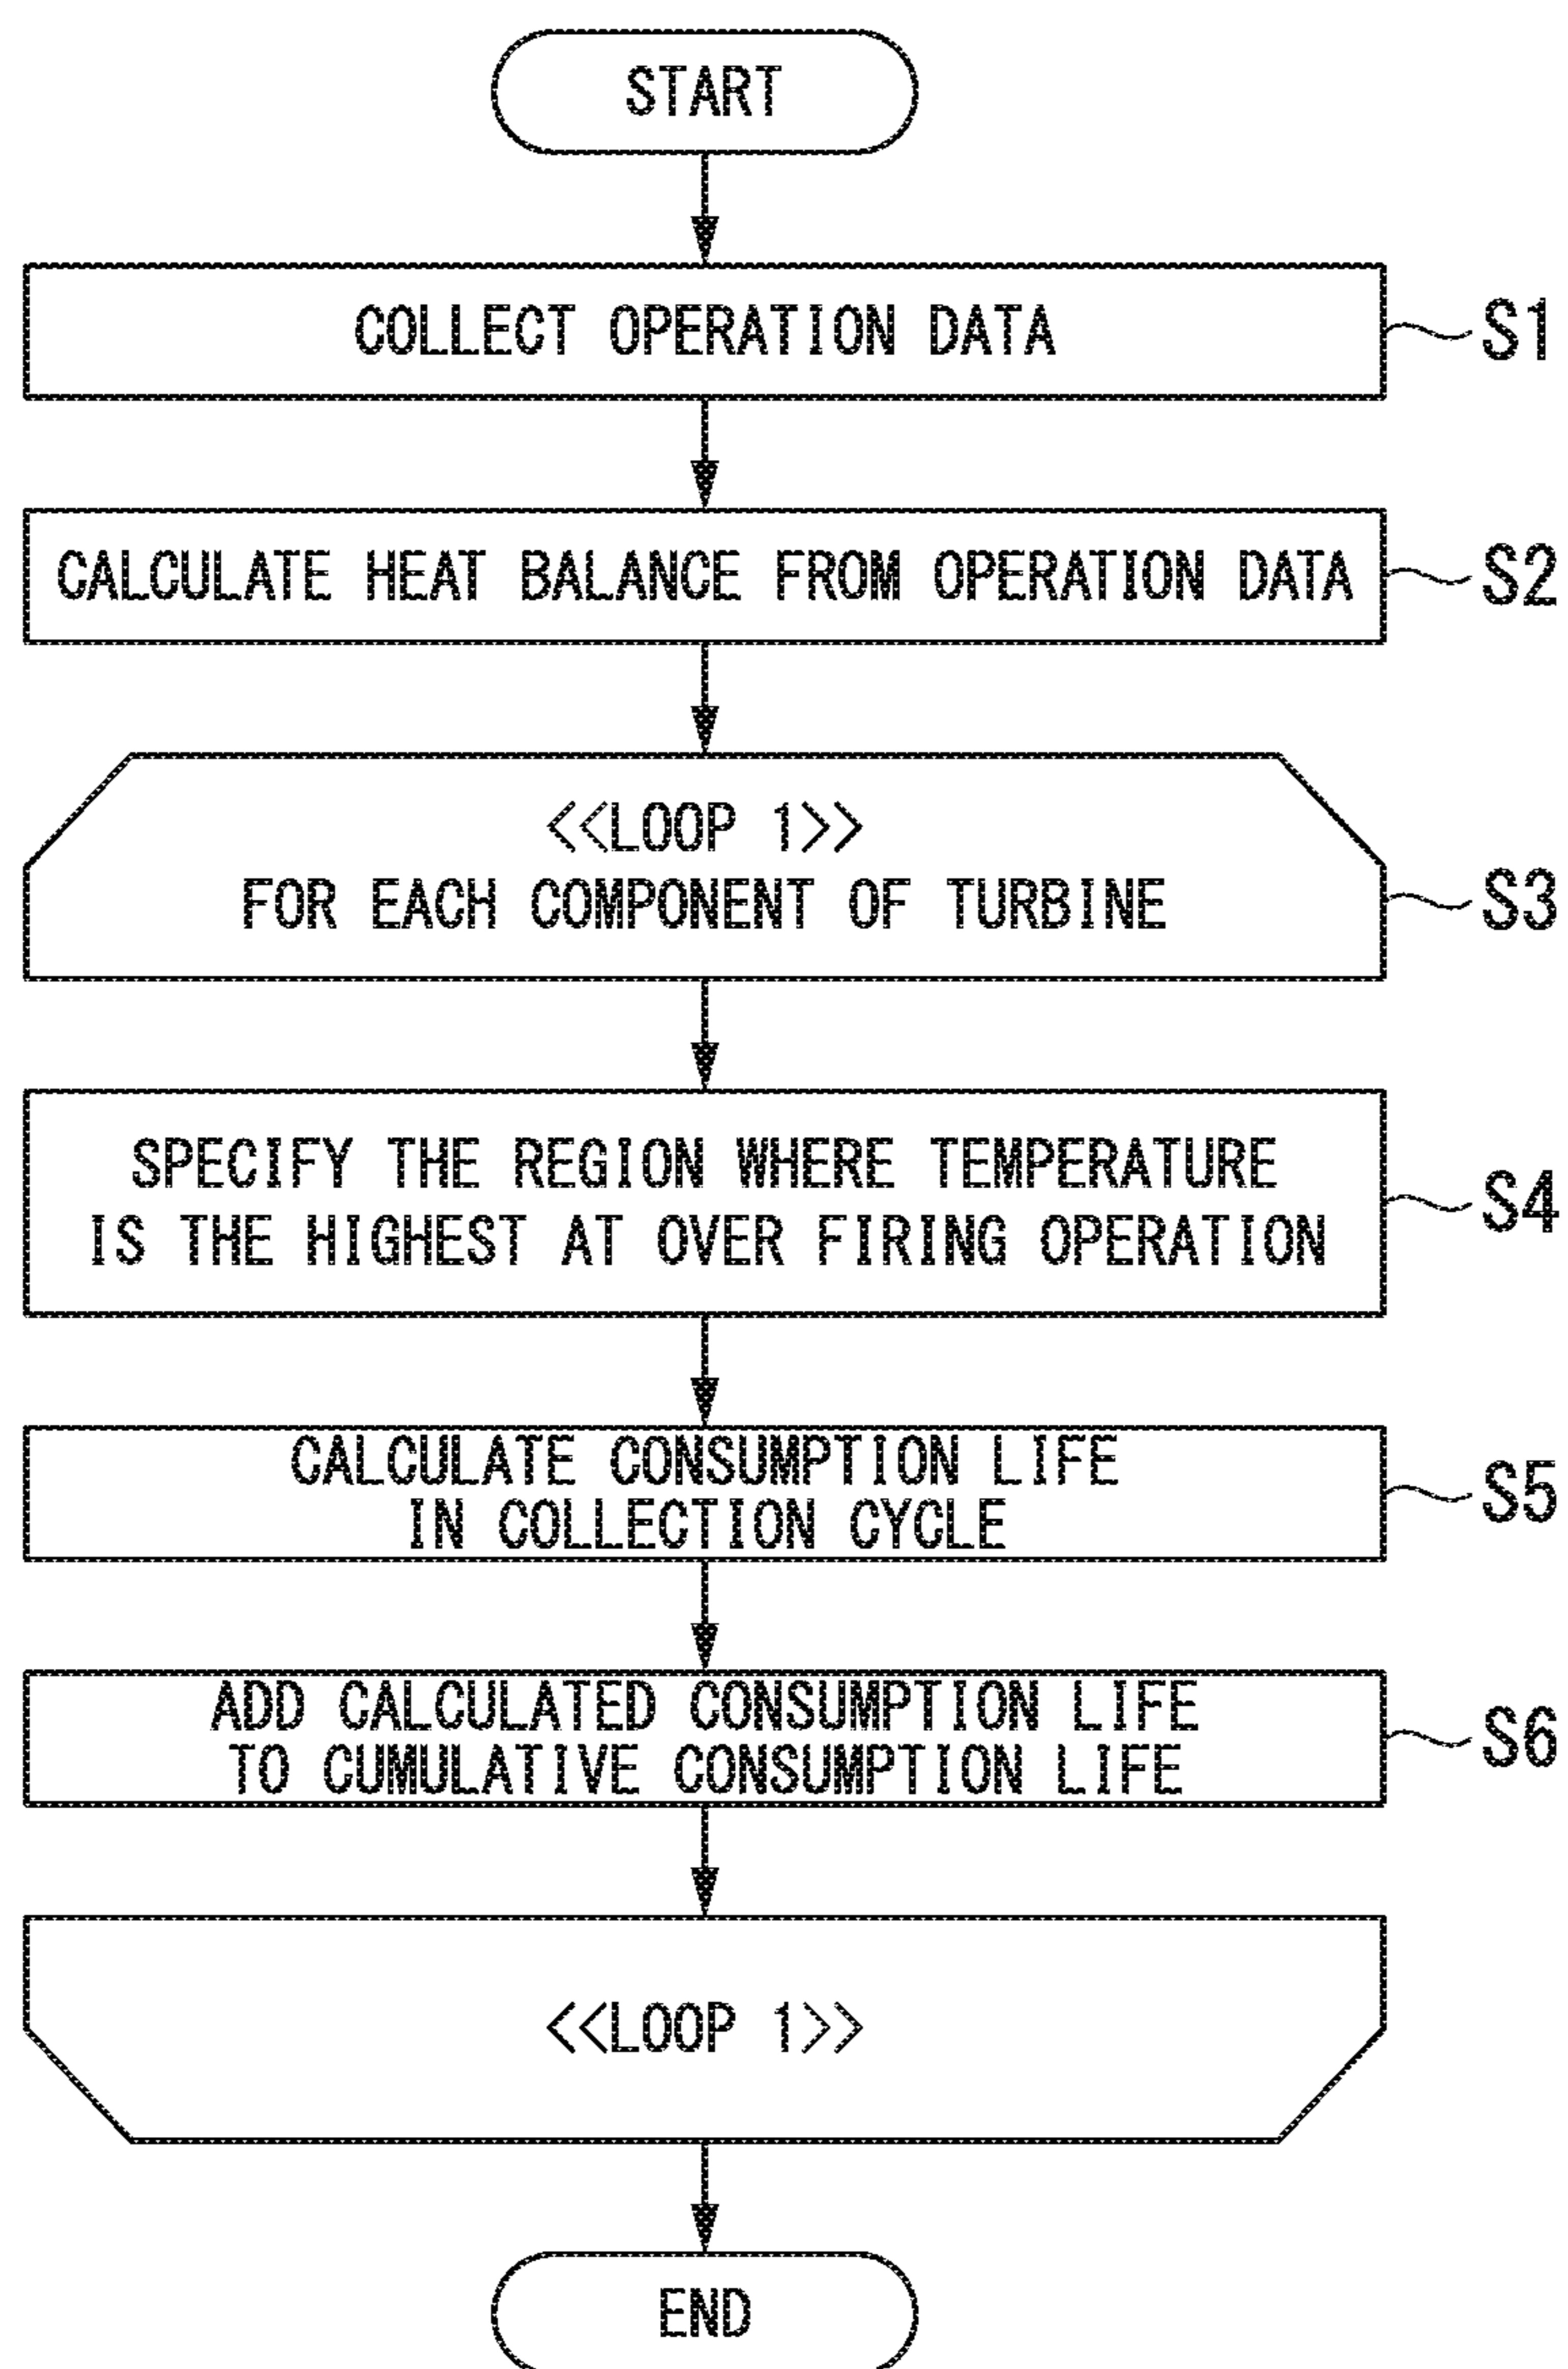 START
COLLECT OPERATION DATA
S1
CALCULATE HEAT BALANCE FROM OPERATION DATA
S2
<<LOOP 1>>
FOR EACH COMPONENT OF TURBINE
S3
SPECIFY THE REGION WHERE TEMPERATURE
IS THE HIGHEST AT OVER FIRING OPERATION
S4
CALCULATE CONSUMPTION LIFE
IN COLLECTION CYCLE
S5
ADD CALCULATED CONSUMPTION LIFE
TO CUMULATIVE CONSUMPTION LIFE
S6
<<LOOP 1>>
END